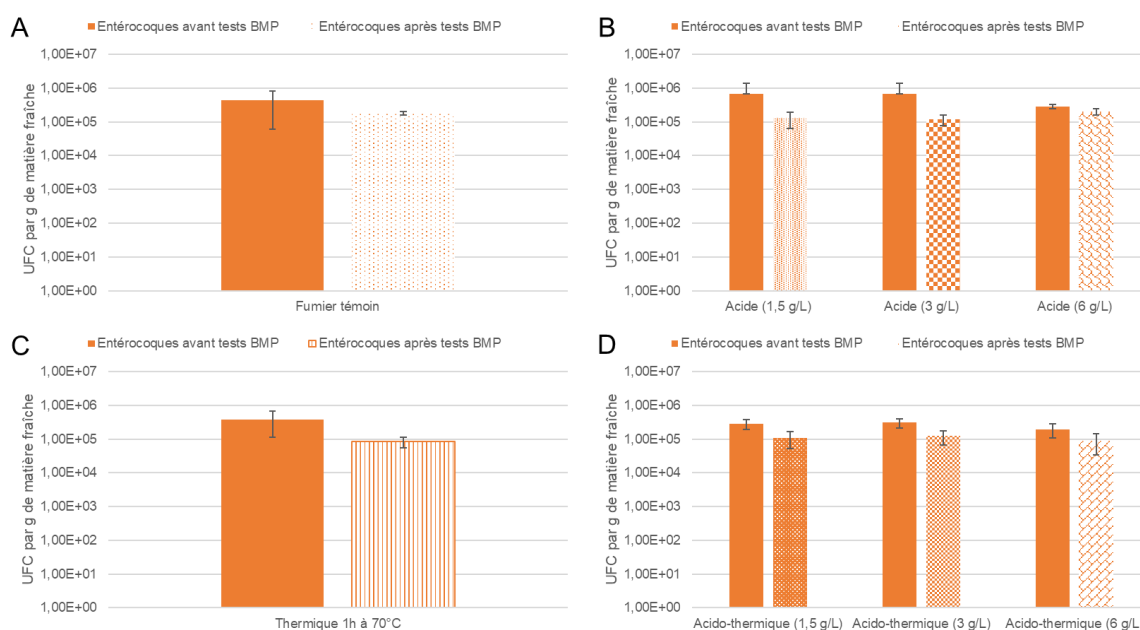 A
Entérocoques avant tests BMP
Entérocoques après tests BMP
UFC par g de matière fraîche
1,00E+07
1,00E+06
1,00E+05
1,00E+04
1,00E+03
1,00E+02
1,00E+01
1,00E+00
Fumier témoin
B
Entérocoques avant tests BMP
Entérocoques après tests BMP
UFC par g de matière fraîche
1,00E+07
1,00E+06
1,00E+05
1,00E+04
1,00E+03
1,00E+02
1,00E+01
1,00E+00
Acide (1,5 g/L)
Acide (3 g/L)
Acide (6 g/L)
C
Entérocoques avant tests BMP
Entérocoques après tests BMP
UFC par g de matière fraîche
1,00E+07
1,00E+06
1,00E+05
1,00E+04
1,00E+03
1,00E+02
1,00E+01
1,00E+00
Thermique 1h à 70°C
D
Entérocoques avant tests BMP
Entérocoques après tests BMP
UFC par g de matière fraîche
1,00E+07
1,00E+06
1,00E+05
1,00E+04
1,00E+03
1,00E+02
1,00E+01
1,00E+00
Acido-thermique (1,5 g/L)
Acido-thermique (3 g/L)
Acido-thermique (6 g/L